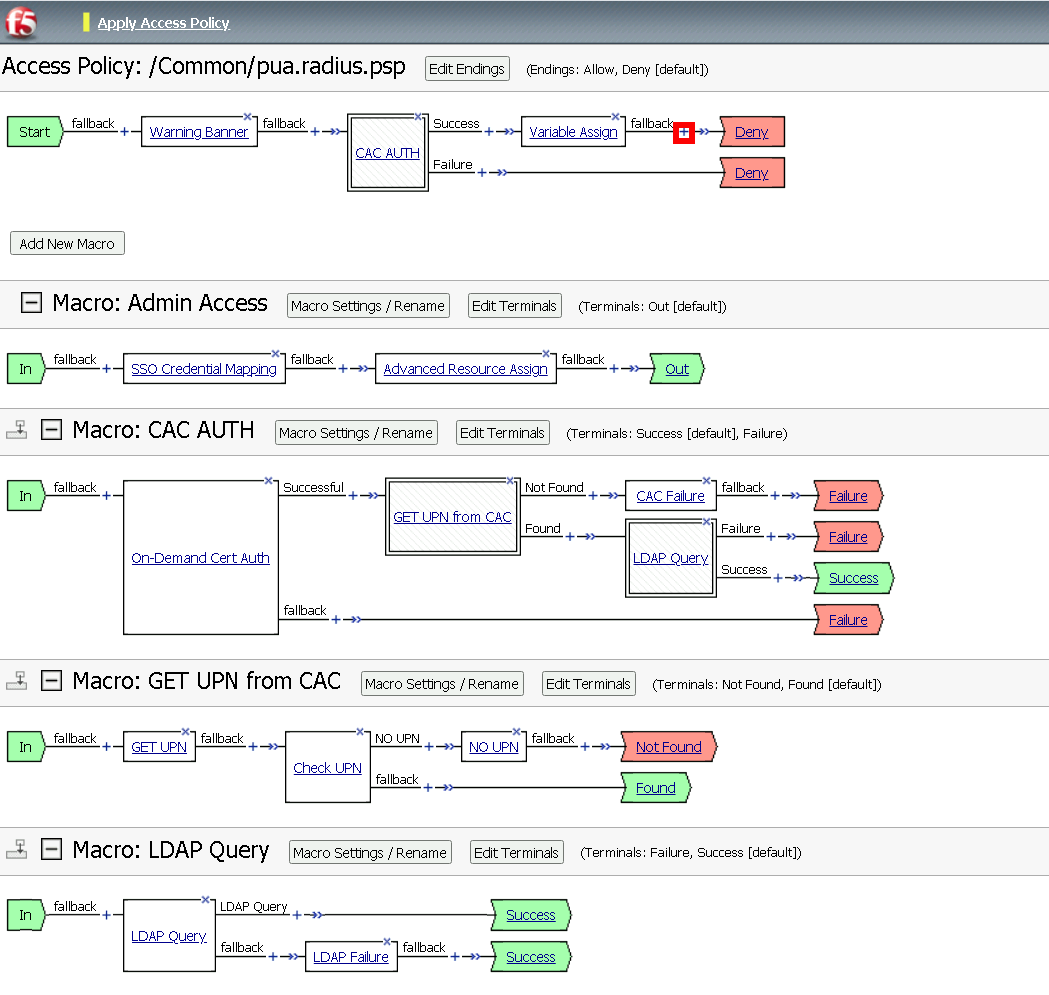 f5 Apply Access Policy
Access Policy: /Common/pua.radius.psp Edit Endings (Endings: Allow, Deny [default])
Start fallback + Warning Banner x fallback + CAC AUTH x Success + Variable Assign x fallback + Deny
Failure + Deny
Add New Macro
Macro: Admin Access Macro Settings / Rename Edit Terminals (Terminals: Out [default])
In fallback + SSO Credential Mapping x fallback + Advanced Resource Assign x fallback + Out
Macro: CAC AUTH Macro Settings / Rename Edit Terminals (Terminals: Success [default], Failure)
In fallback + On-Demand Cert Auth x Successful + GET UPN from CAC x Not Found + CAC Failure x fallback + Failure
Found + LDAP Query x Failure + Failure
Success + Success
fallback + Failure
Macro: GET UPN from CAC Macro Settings / Rename Edit Terminals (Terminals: Not Found, Found [default])
In fallback + GET UPN x fallback + Check UPN x NO UPN + NO UPN x fallback + Not Found
fallback + Found
Macro: LDAP Query Macro Settings / Rename Edit Terminals (Terminals: Failure, Success [default])
In fallback + LDAP Query x LDAP Query + Success
fallback + LDAP Failure x fallback + Success